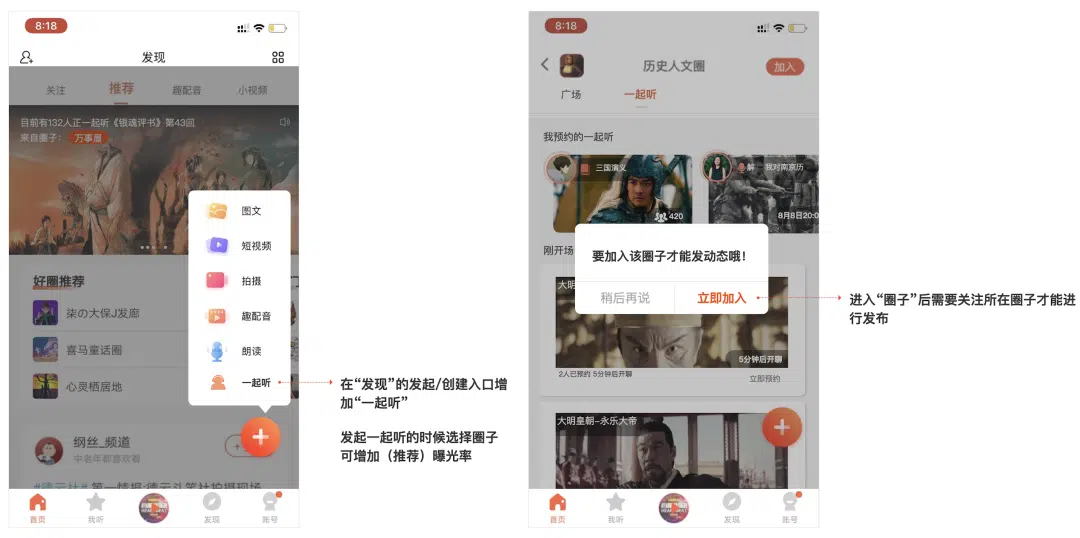 8:18
发现
关注
推荐
趣配音
小视频
目前有132人正一起听《银魂评书》第43回
来自圈子：
万事屋
图文
短视频
拍摄
趣配音
朗读
一起听
好圈推荐
柒の大保J发廊
喜马童话圈
心灵栖居地
纲丝_频道
中老年都喜欢看
首页
我听
发现
账号
在“发现”的发起/创建入口增
加“一起听”
发起一起听的时候选择圈子
可增加（推荐）曝光率
8:18
历史人文圈
加入
广场
一起听
我预约的一起听
三国演义
420
解
我对南京历
8月8日20:0
刚开场
要加入该圈子才能发动态哦！
稍后再说
立即加入
大明
5分钟后开聊
2人已预约 5分钟后开聊
立即预约
大明皇朝-永乐大帝
首页
我听
发现
账号
进入“圈子”后需要关注所在圈子才能进
行发布